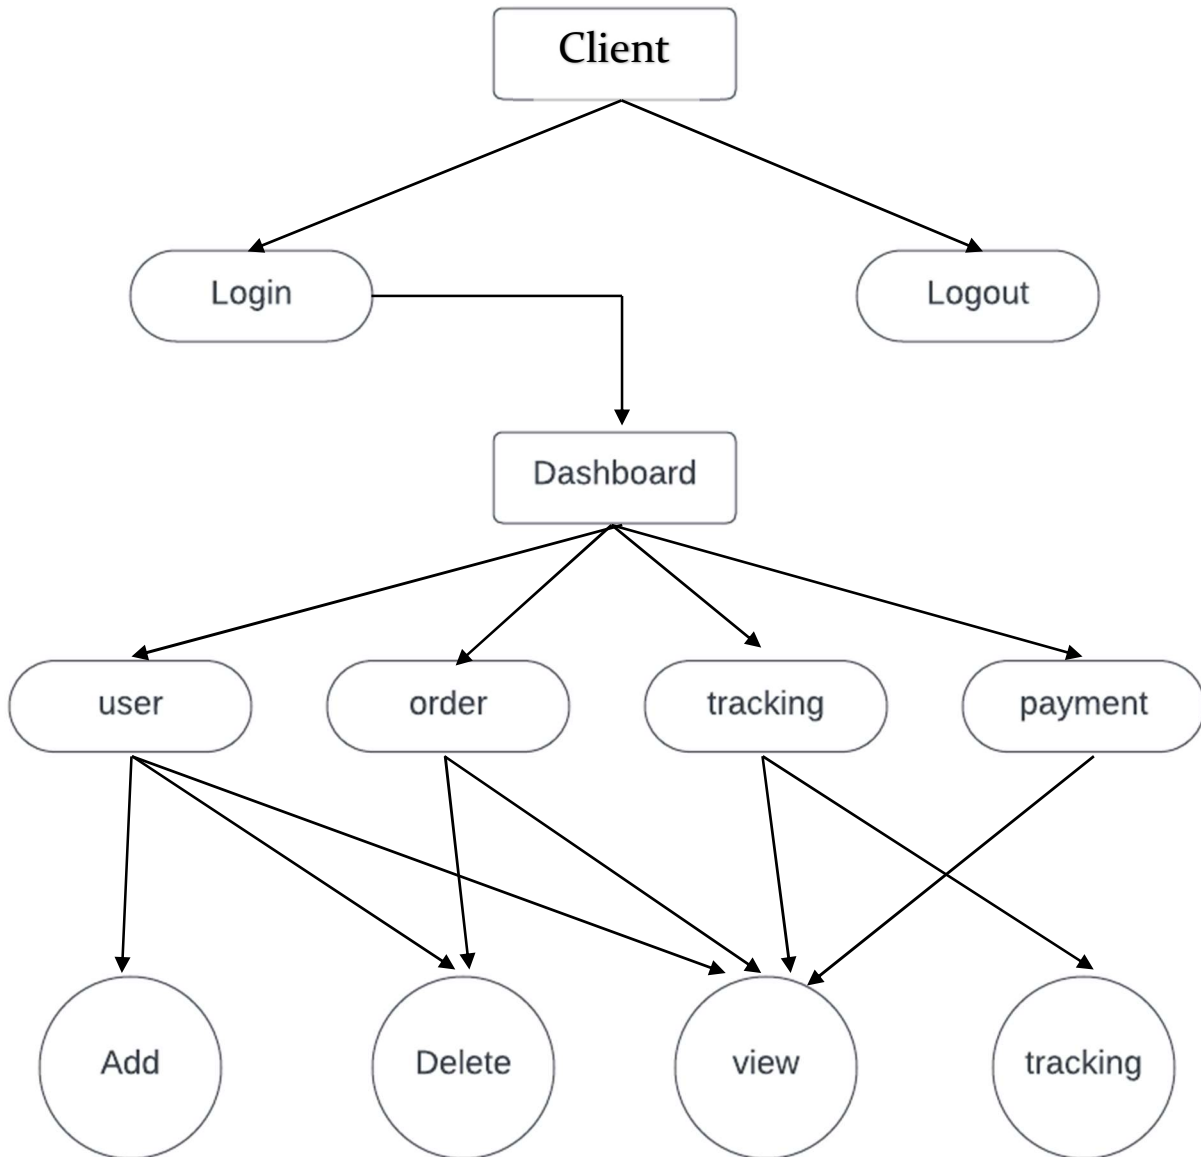 Client
Login
Logout
Dashboard
user
order
tracking
payment
Add
Delete
view
tracking